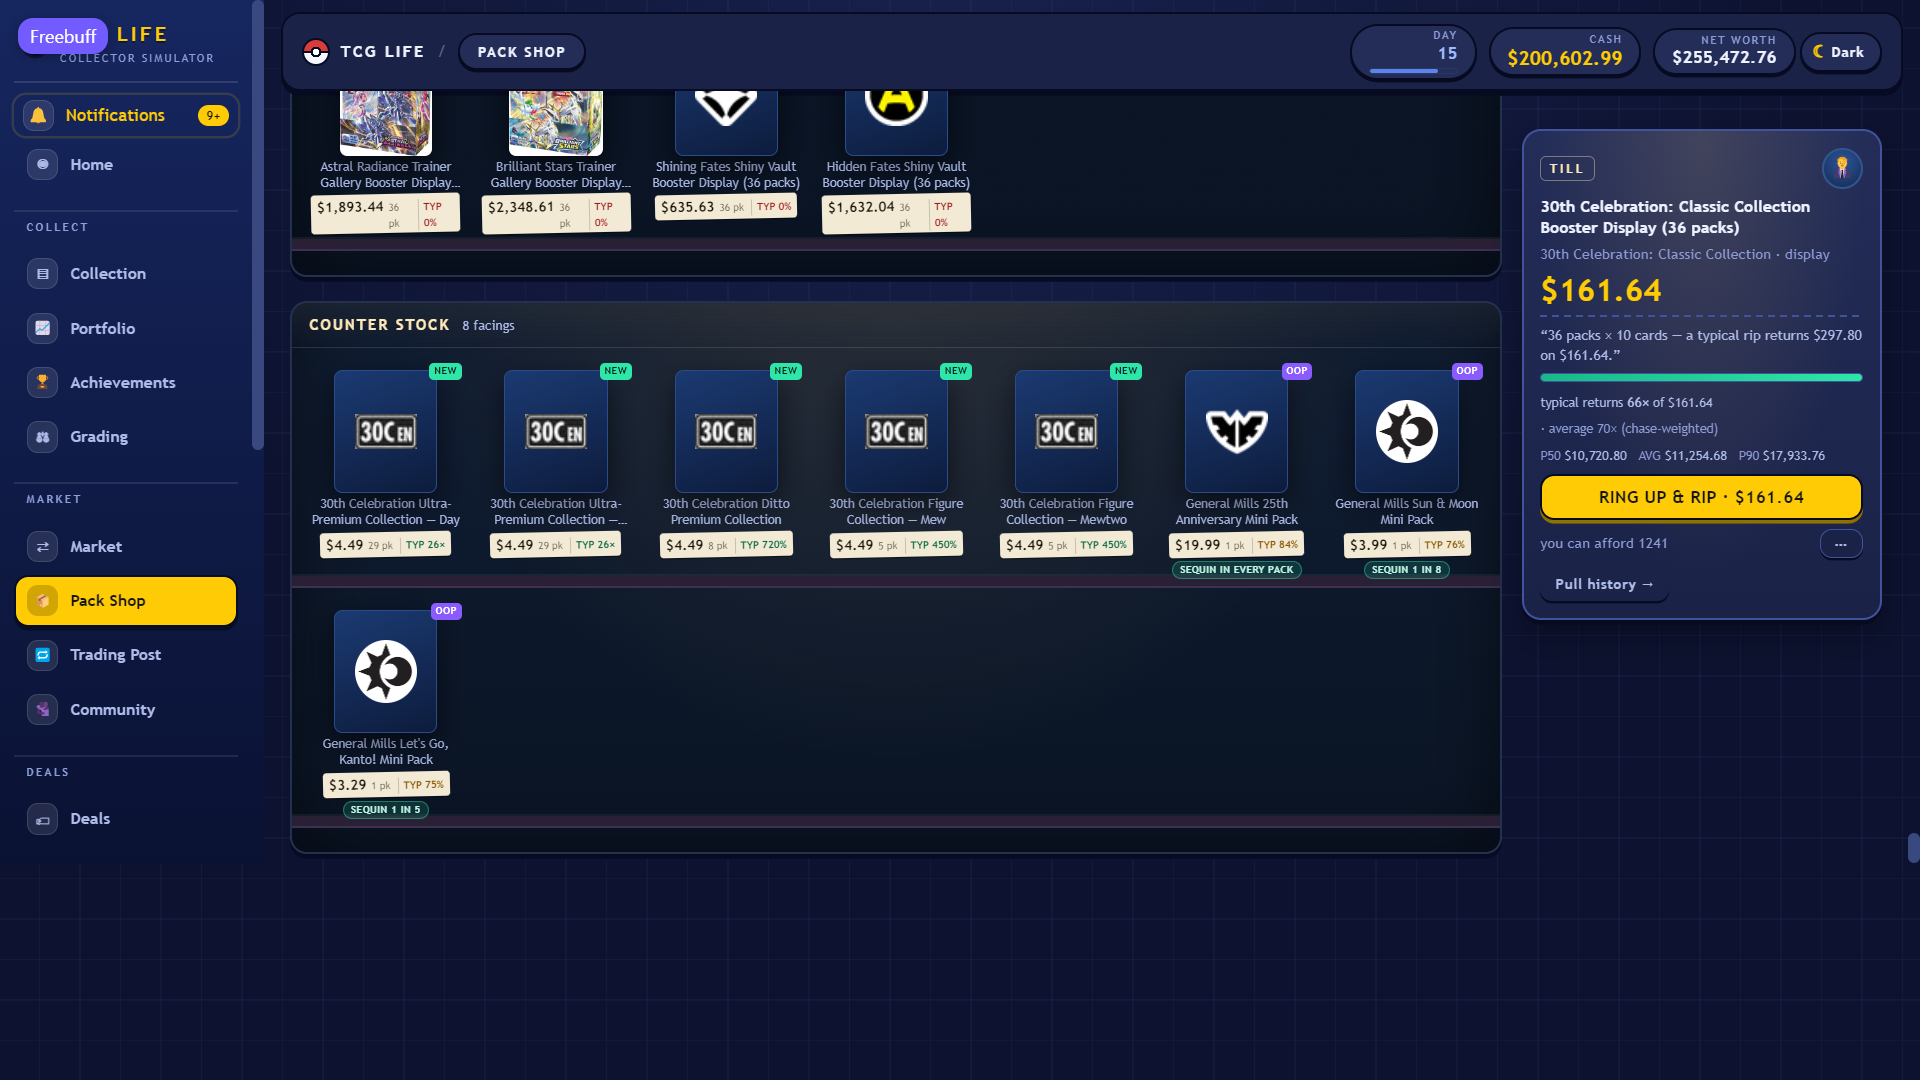 Freebuff LIFE
COLLECTOR SIMULATOR
Notifications 9+
Home
COLLECT
Collection
Portfolio
Achievements
Grading
MARKET
Market
Pack Shop
Trading Post
Community
DEALS
Deals
TCG LIFE / PACK SHOP
DAY
15
CASH
$200,602.99
NET WORTH
$255,472.76
Dark
Astral Radiance Trainer
Gallery Booster Display...
$1,893.44 36 pk TYP 0%
Brilliant Stars Trainer
Gallery Booster Display...
$2,348.61 36 pk TYP 0%
Shining Fates Shiny Vault
Booster Display (36 packs)
$635.63 36 pk TYP 0%
Hidden Fates Shiny Vault
Booster Display (36 packs)
$1,632.04 36 pk TYP 0%
COUNTER STOCK 8 facings
NEW
30C EN
30th Celebration Ultra-
Premium Collection — Day
$4.49 29 pk TYP 26×
NEW
30C EN
30th Celebration Ultra-
Premium Collection —...
$4.49 29 pk TYP 26×
NEW
30C EN
30th Celebration Ditto
Premium Collection
$4.49 8 pk TYP 720%
NEW
30C EN
30th Celebration Figure
Collection — Mew
$4.49 5 pk TYP 450%
NEW
30C EN
30th Celebration Figure
Collection — Mewtwo
$4.49 5 pk TYP 450%
OOP
General Mills 25th
Anniversary Mini Pack
$19.99 1 pk TYP 84%
SEQUIN IN EVERY PACK
OOP
General Mills Sun & Moon
Mini Pack
$3.99 1 pk TYP 76%
SEQUIN 1 IN 8
OOP
General Mills Let's Go,
Kanto! Mini Pack
$3.29 1 pk TYP 75%
SEQUIN 1 IN 5
TILL
30th Celebration: Classic Collection
Booster Display (36 packs)
30th Celebration: Classic Collection · display
$161.64
“36 packs × 10 cards — a typical rip returns $297.80
on $161.64.”
typical returns 66× of $161.64
· average 70× (chase-weighted)
P50 $10,720.80 AVG $11,254.68 P90 $17,933.76
RING UP & RIP · $161.64
you can afford 1241
---
Pull history →